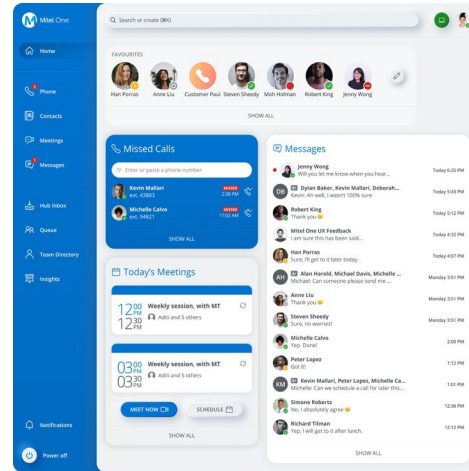 Mitel One
Search or create (⌘K)
Home
Phone
Contacts
Meetings
Messages
Hub Inbox
Queue
Team Directory
Insights
Notifications
Power off
FAVOURITES
Han Porras
Anne Liu
Customer Paul
Steven Sheedy
Moh Holman
Robert King
Jenny Wong
SHOW ALL
Missed Calls
Enter or paste a phone number
Kevin Mallari
MISSED
ext. 43883
2:38 PM
Michelle Calvo
MISSED
ext. 94821
11:02 AM
SHOW ALL
Today's Meetings
12:00 PM
12:30 PM
Weekly session, with MT
Aditi and 5 others
03:00 PM
03:30 PM
Weekly session, with MT
Aditi and 5 others
MEET NOW
SCHEDULE
SHOW ALL
Messages
Jenny Wong
Will you let me know when you hear...
Today 6:25 PM
DB
Dylan Baker, Kevin Mallari, Deborah...
Kevin: Ah well, I wasn't 100% sure
Today 5:43 PM
Robert King
Thank you 😀
Today 5:12 PM
Mitel One UX Feedback
I am sure this has been said...
Today 4:32 PM
Han Porras
Sure, I'll get to it later today.
Today 4:07 PM
AH
Alan Harold, Michael Davis, Michelle ...
Michael: Can someone please send me ...
Monday 3:51 PM
Anne Liu
Thank you 😀
Monday 3:51 PM
Steven Sheedy
Sure, no worries!
Monday 3:51 PM
Michelle Calvo
Yep. Done!
2:00 PM
Peter Lopez
Got it!
1:12 PM
KM
Kevin Mallari, Peter Lopez, Michelle Ca...
Michelle: Can we schedule a call for later this...
1:01 PM
Simone Roberts
No, I absolutely agree 😀
12:36 PM
Richard Tilman
Yep, I will get to it after lunch.
12:12 PM
SHOW ALL